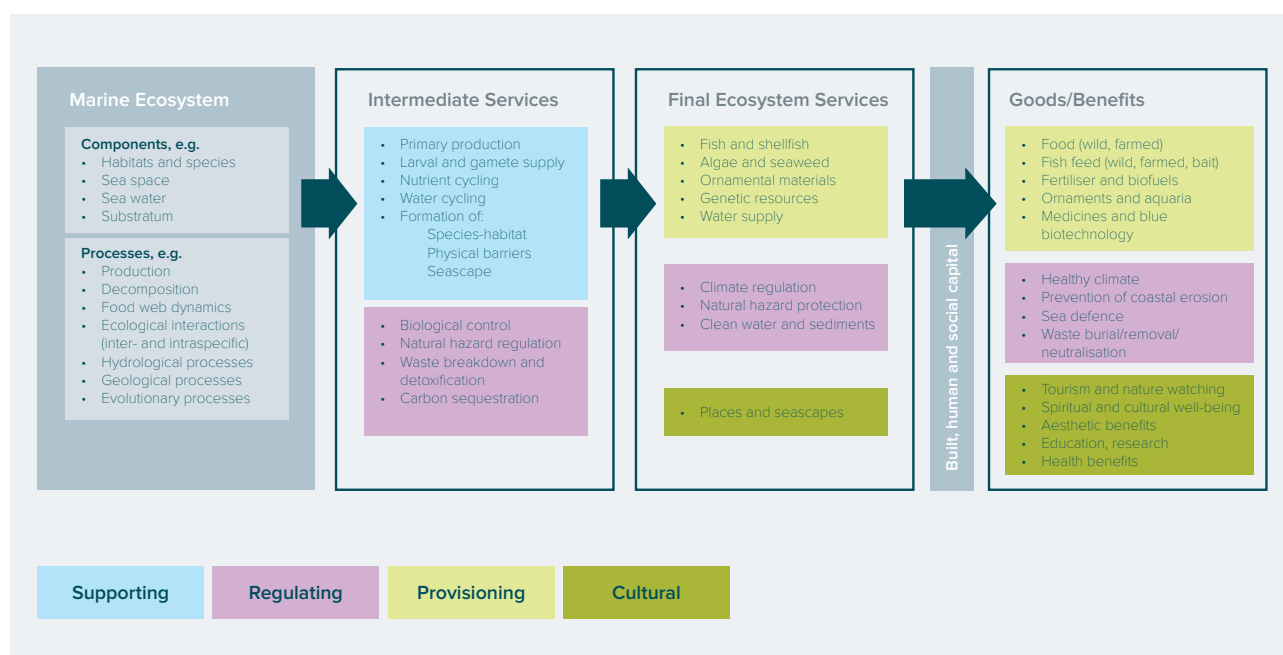 Marine Ecosystem
Components, e.g.
• Habitats and species
• Sea space
• Sea water
• Substratum
Processes, e.g.
• Production
• Decomposition
• Food web dynamics
• Ecological interactions
(inter- and intraspecific)
• Hydrological processes
• Geological processes
• Evolutionary processes
Intermediate Services
• Primary production
• Larval and gamete supply
• Nutrient cycling
• Water cycling
• Formation of:
Species-habitat
Physical barriers
Seascape
• Biological control
• Natural hazard regulation
• Waste breakdown and
detoxification
• Carbon sequestration
Final Ecosystem Services
• Fish and shellfish
• Algae and seaweed
• Ornamental materials
• Genetic resources
• Water supply
• Climate regulation
• Natural hazard protection
• Clean water and sediments
• Places and seascapes
Built, human and social capital
Goods/Benefits
• Food (wild, farmed)
• Fish feed (wild, farmed, bait)
• Fertiliser and biofuels
• Ornaments and aquaria
• Medicines and blue
biotechnology
• Healthy climate
• Prevention of coastal erosion
• Sea defence
• Waste burial/removal/
neutralisation
• Tourism and nature watching
• Spiritual and cultural well-being
• Aesthetic benefits
• Education, research
• Health benefits
Supporting
Regulating
Provisioning
Cultural